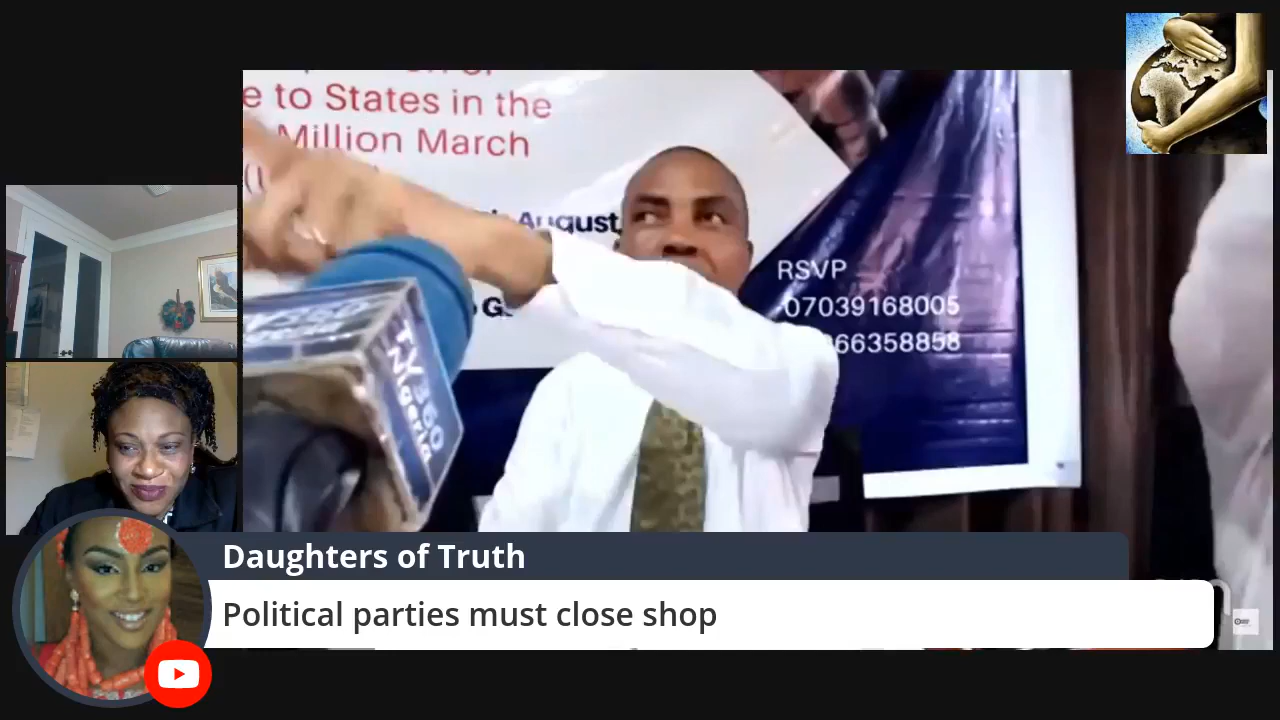 e to States in the
Million March
August,
G.
RSVP
07039168005
66358858
TV360
Nigeria
Daughters of Truth
Political parties must close shop